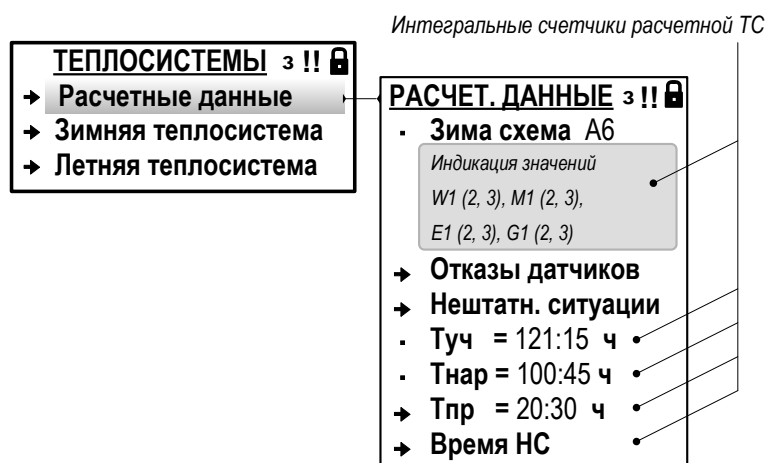 Интегральные счетчики расчетной ТС
ТЕПЛОСИСТЕМЫ з !!
Расчетные данные
Зимняя теплосистема
Летняя теплосистема
РАСЧЕТ. ДАННЫЕ з !!
Зима схема А6
Индикация значений
W1 (2, 3), M1 (2, 3),
E1 (2, 3), G1 (2, 3)
Отказы датчиков
Нештатн. ситуации
Туч = 121:15 ч
Тнар = 100:45 ч
Тпр = 20:30 ч
Время НС